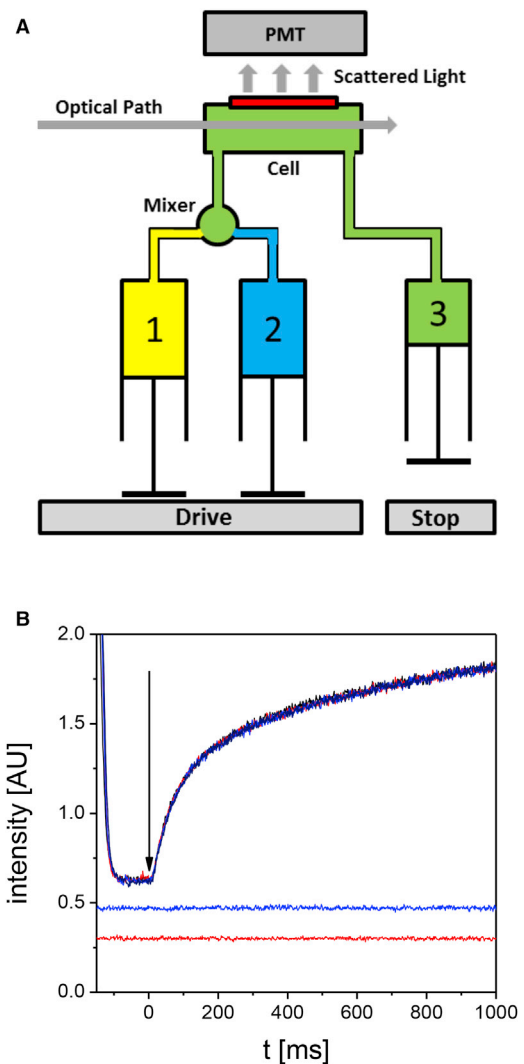 A
PMT
Scattered Light
Optical Path
Cell
Mixer
1
2
3
Drive
Stop
B
2.0
1.5
1.0
0.5
0.0
intensity [AU]
0 200 400 600 800 1000
t [ms]